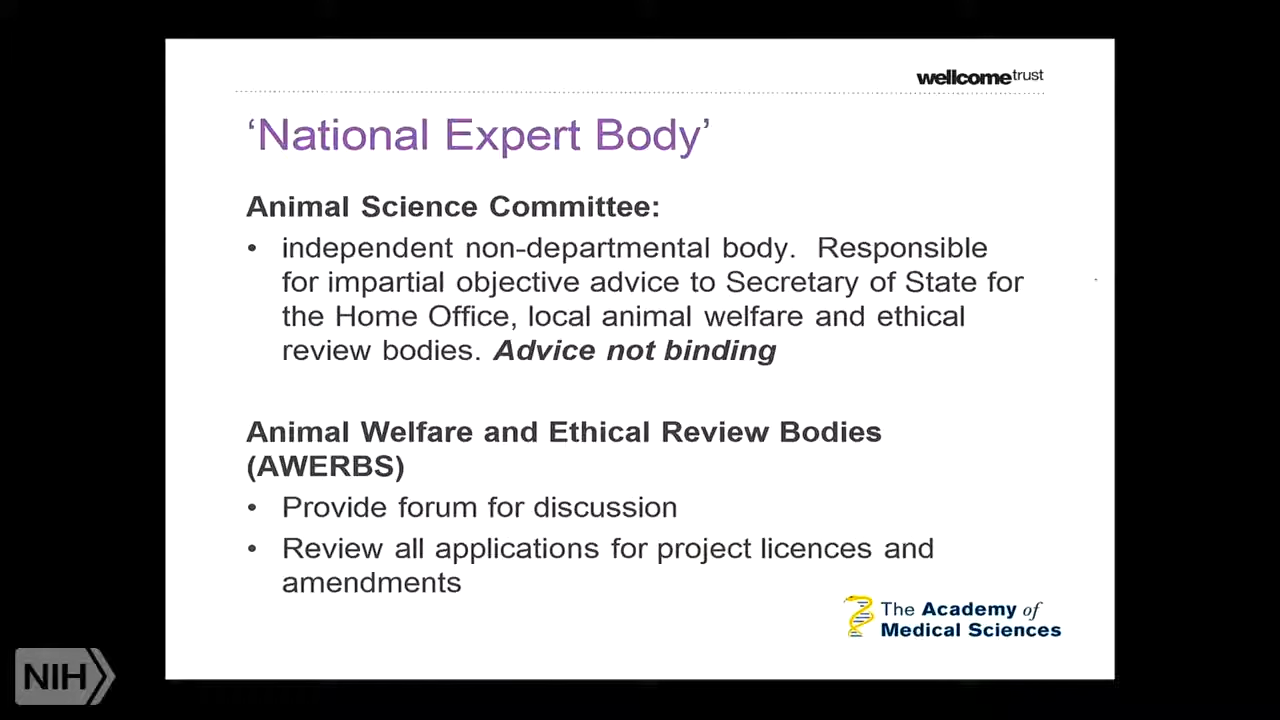 wellcometrust
‘National Expert Body’
Animal Science Committee:
• independent non-departmental body.  Responsible
for impartial objective advice to Secretary of State for
the Home Office, local animal welfare and ethical
review bodies. Advice not binding
Animal Welfare and Ethical Review Bodies
(AWERBS)
• Provide forum for discussion
• Review all applications for project licences and
amendments
The Academy of
Medical Sciences
NIH